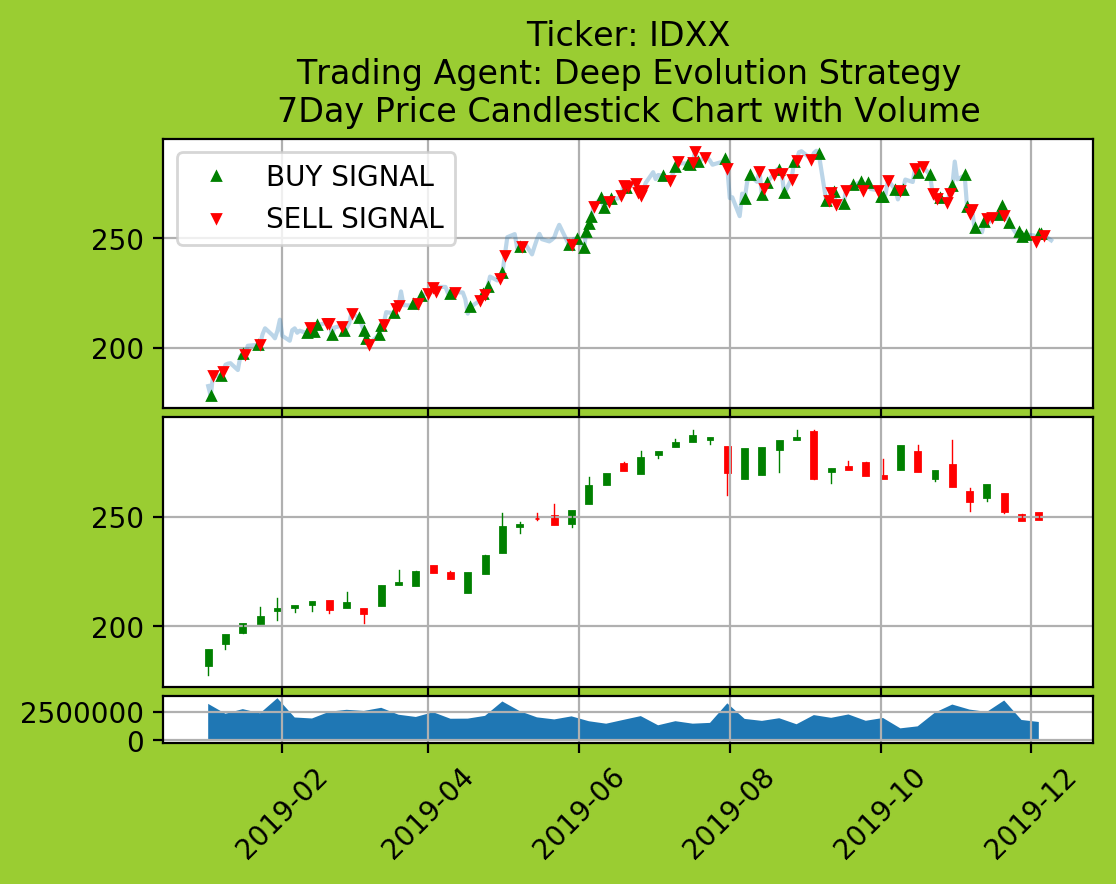 Ticker: IDXX
Trading Agent: Deep Evolution Strategy
7Day Price Candlestick Chart with Volume
BUY SIGNAL
SELL SIGNAL
250
200
250
200
2500000
0
2019-02
2019-04
2019-06
2019-08
2019-10
2019-12